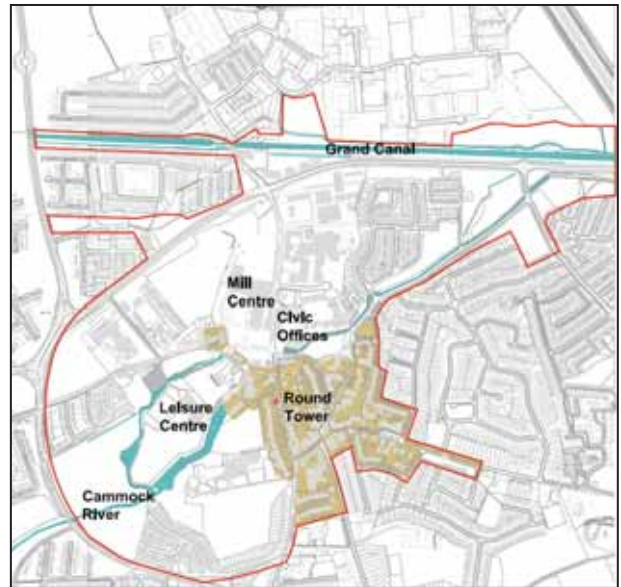 Grand Canal
Mill
Centre
Civic
Offices
Round
Tower
Leisure
Centre
Cammock
River